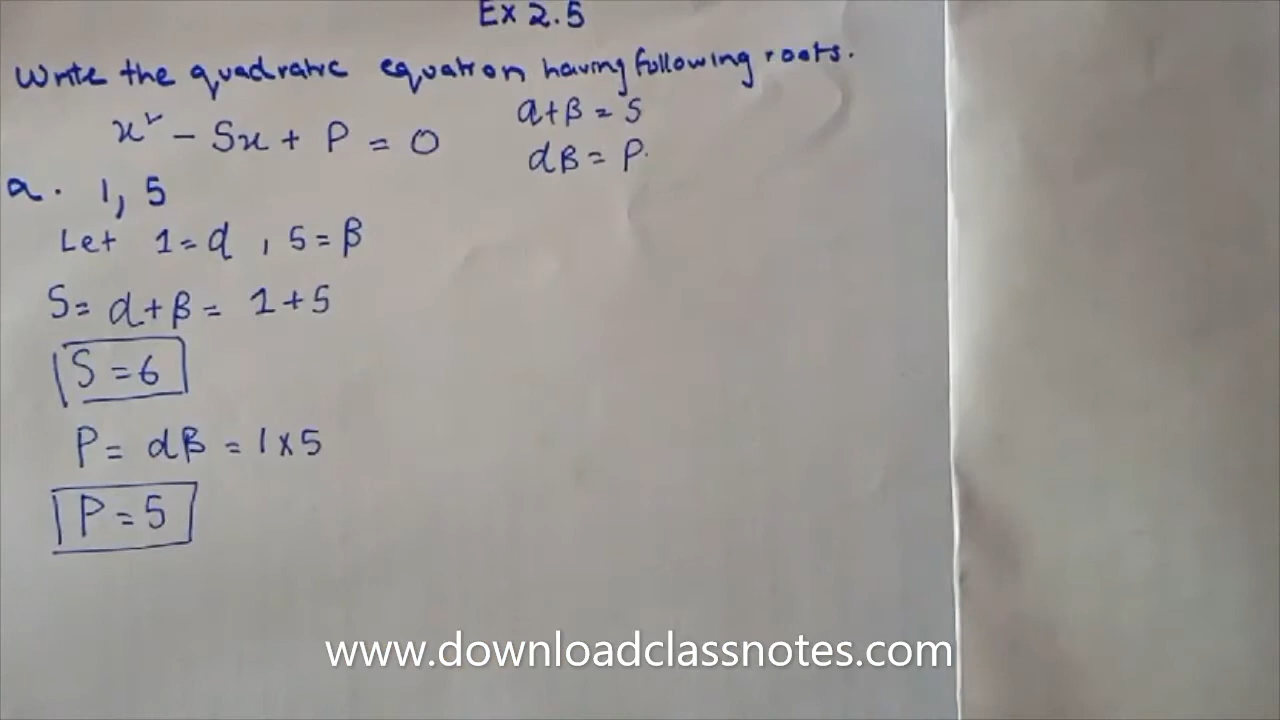 Ex 2.5
Write the quadratic equation having following roots.
x² - Sx + P = 0
α+β = S
αβ = P.
a. 1, 5
Let 1=α , 5=β
S= α+β = 1+5
S=6
P= αβ = 1×5
P=5
www.downloadclassnotes.com